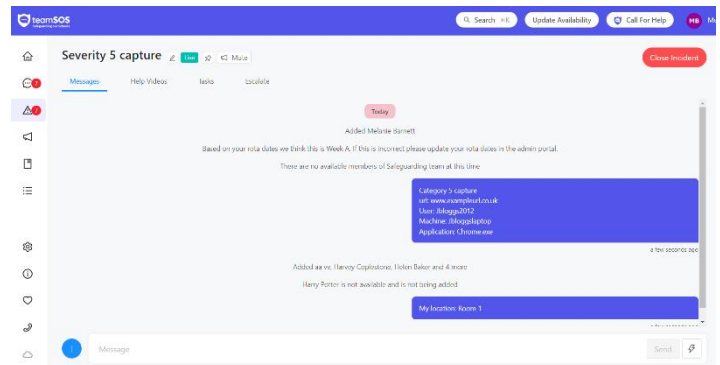 teamSOS
Search
Update Availability
Call For Help
MB
Severity 5 capture
Live
Mute
Close Incident
Messages
Help Videos
Tasks
Escalate
Today
Added Melanie Barnett
Based on your rota dates we think this is Week A. If this is incorrect please update your rota dates in the admin portal.
There are no available members of Safeguarding team at this time
Category 5 capture
url: www.exampleurl.co.uk
User: Jbloggs2012
Machine: Jbloggslaptop
Application: Chrome.exe
a few seconds ago
Added aa vv, Harvey Coplestone, Helen Baker and 4 more
Harry Potter is not available and is not being added
My location: Room 1
Message
Send